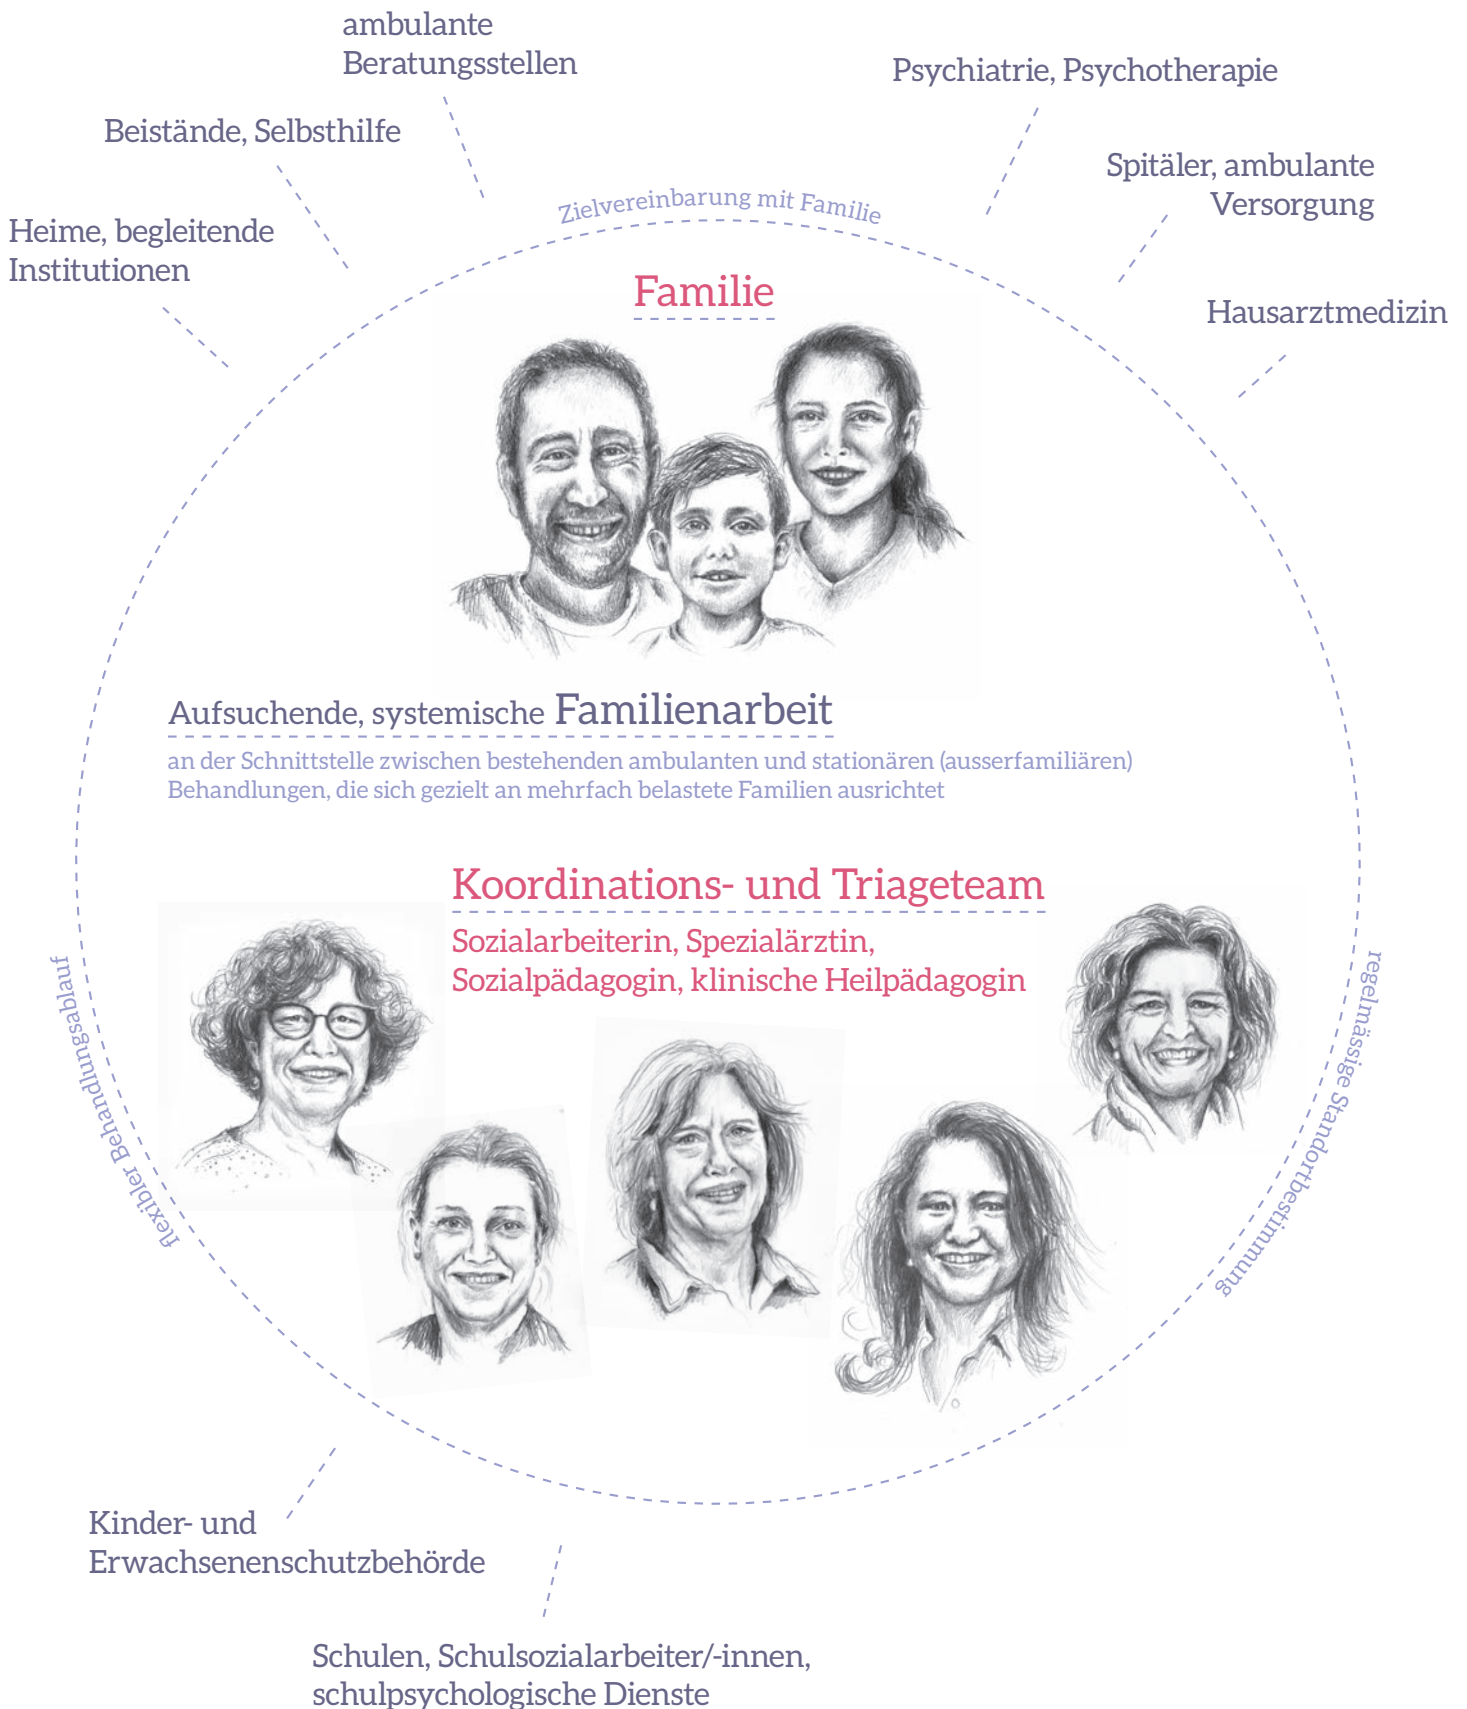 ambulante
Beratungsstellen
Psychiatrie, Psychotherapie
Beistände, Selbsthilfe
Spitäler, ambulante
Versorgung
Heime, begleitende
Institutionen
Hausarztmedizin
Zielvereinbarung mit Familie
Familie
Aufsuchende, systemische Familienarbeit
an der Schnittstelle zwischen bestehenden ambulanten und stationären (ausserfamiliären)
Behandlungen, die sich gezielt an mehrfach belastete Familien ausrichtet
Koordinations- und Triageteam
Sozialarbeiterin, Spezialärztin,
Sozialpädagogin, klinische Heilpädagogin
flexibler Behandlungsablauf
regelmässige Standortbestimmung
Kinder- und
Erwachsenenschutzbehörde
Schulen, Schulsozialarbeiter/-innen,
schulpsychologische Dienste